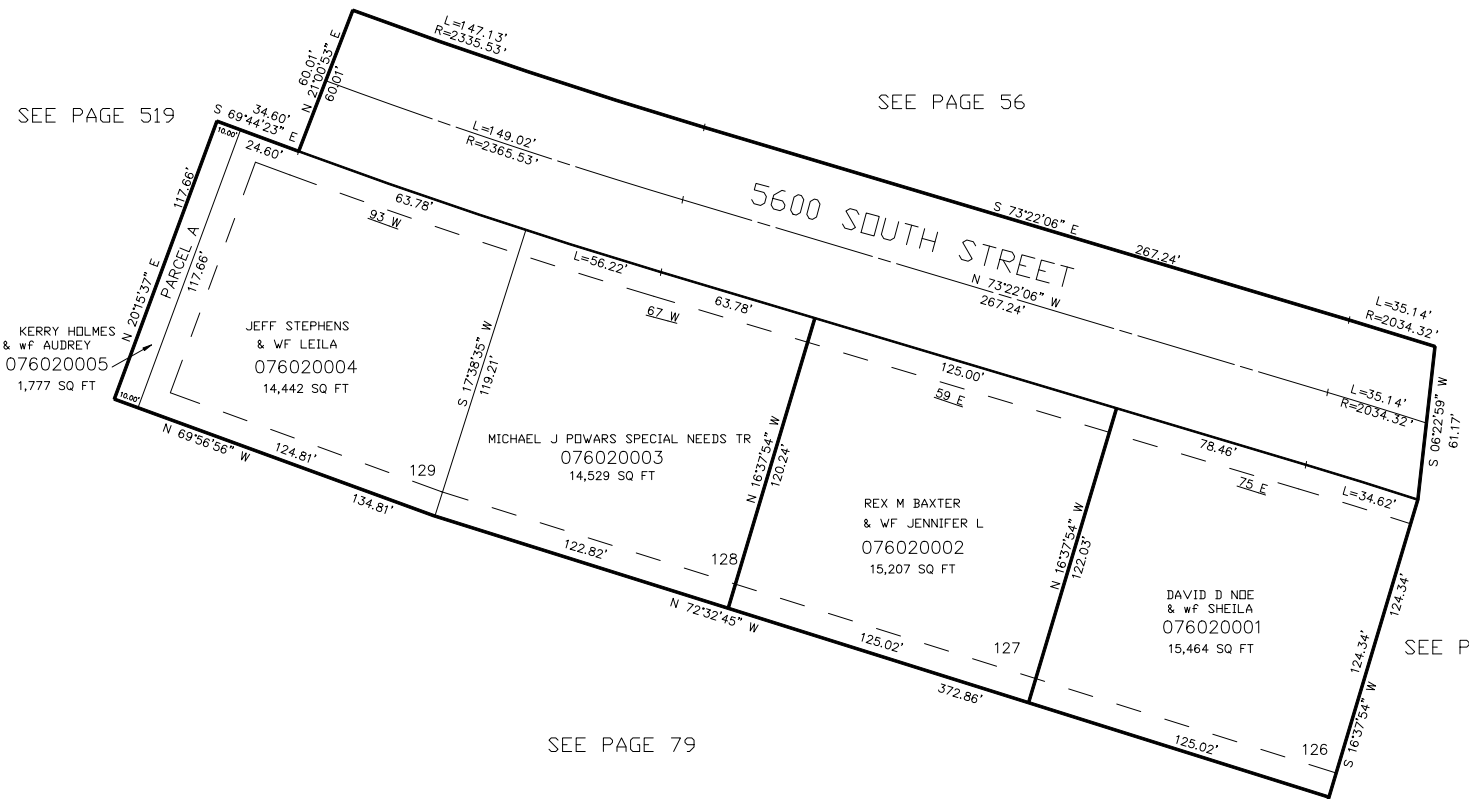 L=147.13'
R=2335.53'
60.01'
N 21°00'53" E
60.01'
SEE PAGE 56
SEE PAGE 519
34.60'
S 69°44'23" E
10.00'
24.60'
L=149.02'
R=2365.53'
5600 SOUTH STREET
S 73°22'06" E
267.24'
N 73°22'06" W
267.24'
L=35.14'
R=2034.32'
L=35.14'
R=2034.32'
S 06°22'59" W
61.17'
117.66'
N 20°15'37" E
PARCEL A
117.66'
63.78'
93 W
L=56.22'
63.78'
67 W
125.00'
59 E
78.46'
75 E
L=34.62'
KERRY HOLMES
& wf AUDREY
076020005
1,777 SQ FT
10.00'
JEFF STEPHENS
& WF LEILA
076020004
14,442 SQ FT
S 17°38'35" W
119.21'
MICHAEL J POWARS SPECIAL NEEDS TR
076020003
14,529 SQ FT
N 16°37'54" W
120.24'
REX M BAXTER
& WF JENNIFER L
076020002
15,207 SQ FT
N 16°37'54" W
122.03'
DAVID D NOE
& wf SHEILA
076020001
15,464 SQ FT
124.34'
124.34'
S 16°37'54" W
SEE P
N 69°56'56" W
124.81'
134.81'
129
122.82'
128
N 72°32'45" W
125.02'
127
372.86'
125.02'
126
SEE PAGE 79